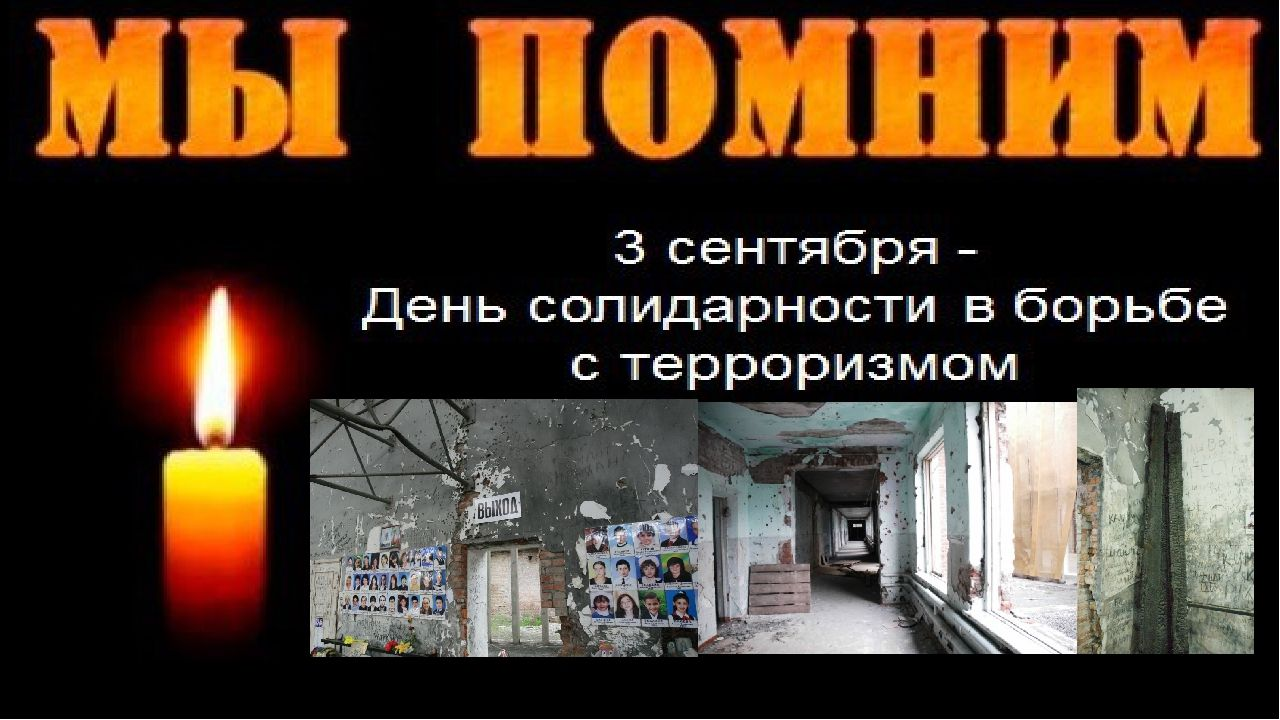 МЫ ПОМНИМ
3 сентября -
День солидарности в борьбе
с терроризмом
ВЫХОД